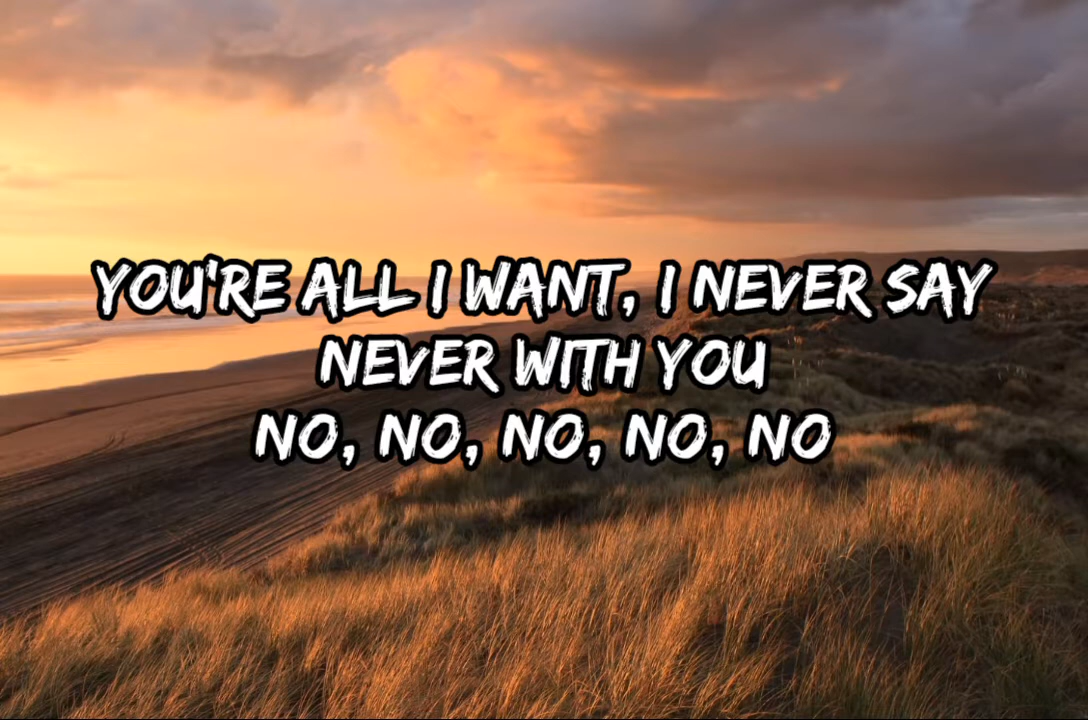 YOU'RE ALL I WANT, I NEVER SAY
NEVER WITH YOU
NO, NO, NO, NO, NO